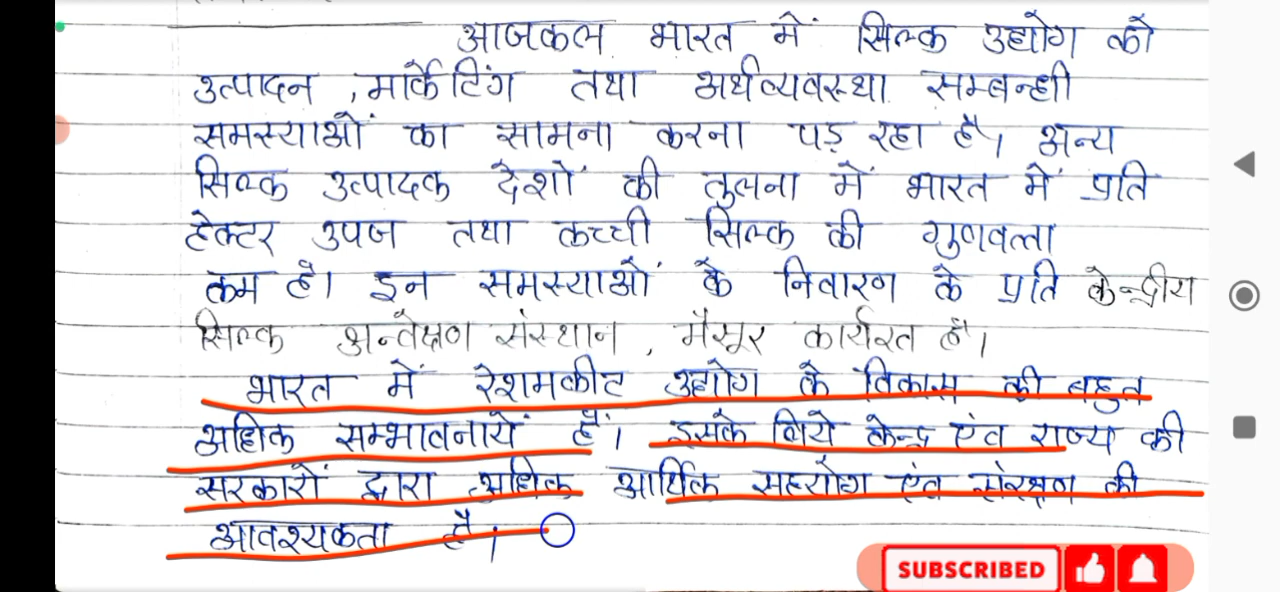 आजकल भारत में सिल्क उद्योग को
उत्पादन , मार्केटिंग तथा अर्थव्यवस्था सम्बन्धी
समस्याओं का सामना करना पड़ रहा है। अन्य
सिल्क उत्पादक देशों की तुलना में भारत में प्रति
हेक्टर उपज तथा कच्ची सिल्क की गुणवत्ता
कम है। इन समस्याओं के निवारण के प्रति केन्द्रीय
सिल्क अन्वेक्षण संस्थान , मैसूर कार्यरत है।
भारत में रेशमकीट उद्योग के विकास की बहुत
अधिक सम्भावनायें हैं। इसके लिये केन्द्र एंव राज्य की
सरकारों द्वारा अधिक आर्थिक सहयोग एंव संरक्षण की
आवश्यकता है।
SUBSCRIBED